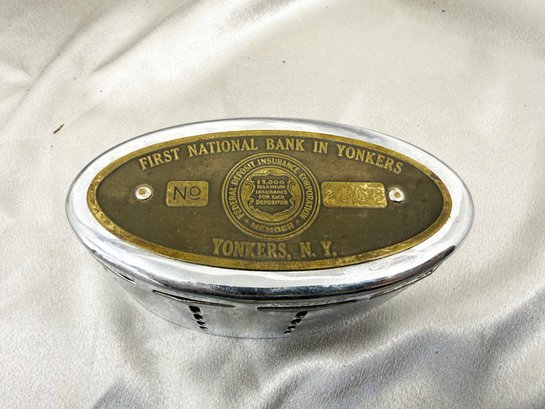 FIRST NATIONAL BANK IN YONKERS
No
FEDERAL DEPOSIT INSURANCE CORPORATION
$5,000
MAXIMUM
INSURANCE
FOR EACH
DEPOSITOR
MEMBER
YONKERS, N. Y.